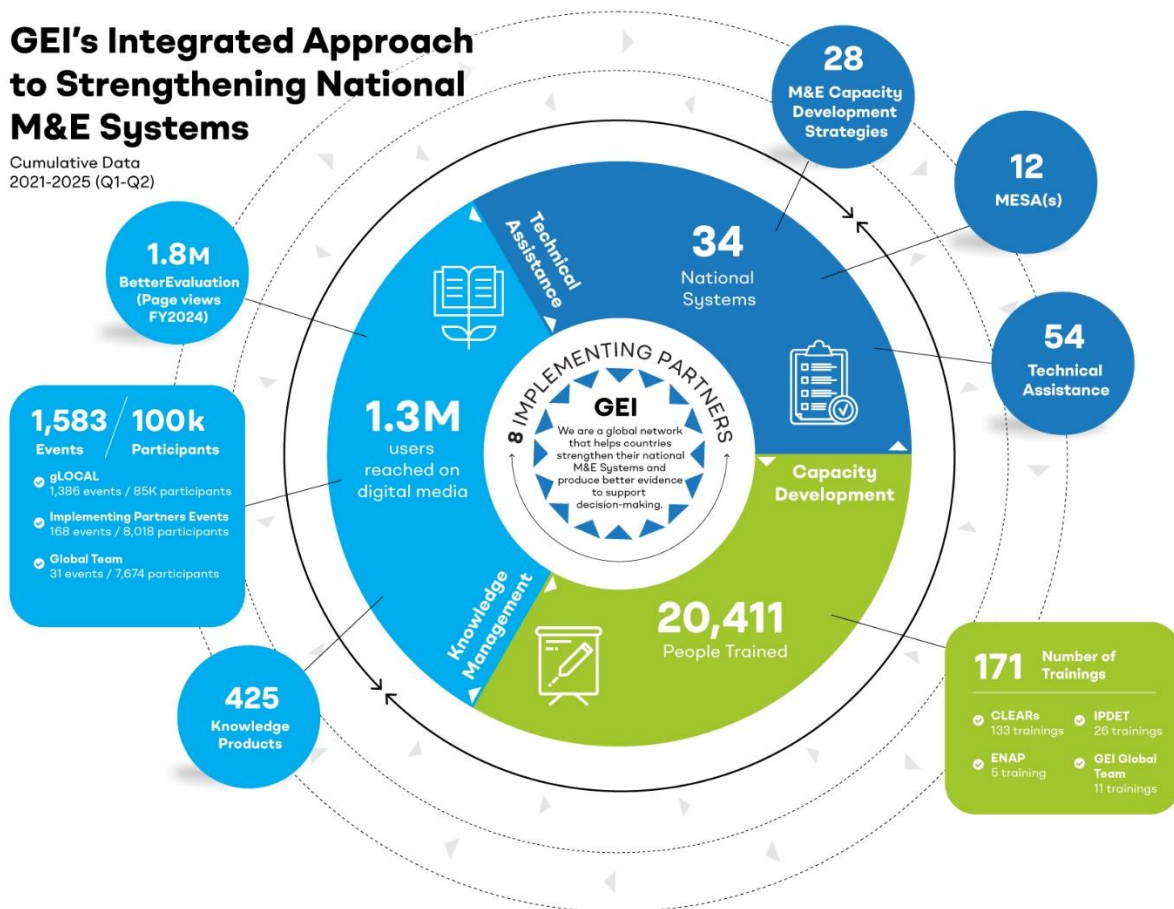 GEI's Integrated Approach
to Strengthening National
M&E Systems
Cumulative Data
2021-2025 (Q1-Q2)
28
M&E Capacity
Development
Strategies
12
MESA(s)
54
Technical
Assistance
Technical
Assistance
34
National
Systems
1.8M
BetterEvaluation
(Page views
FY2024)
1,583 / 100k
Events Participants
gLOCAL
1,386 events / 85K participants
Implementing Partners Events
168 events / 8,018 participants
Global Team
31 events / 7,674 participants
425
Knowledge
Products
1.3M
users
reached on
digital media
Knowledge
Management
8 IMPLEMENTING PARTNERS
GEI
We are a global network
that helps countries
strengthen their national
M&E Systems and
produce better evidence
to support
decision-making.
Capacity
Development
20,411
People Trained
171 Number of
Trainings
CLEARs
133 trainings
IPDET
26 trainings
ENAP
5 training
GEI Global
Team
11 trainings